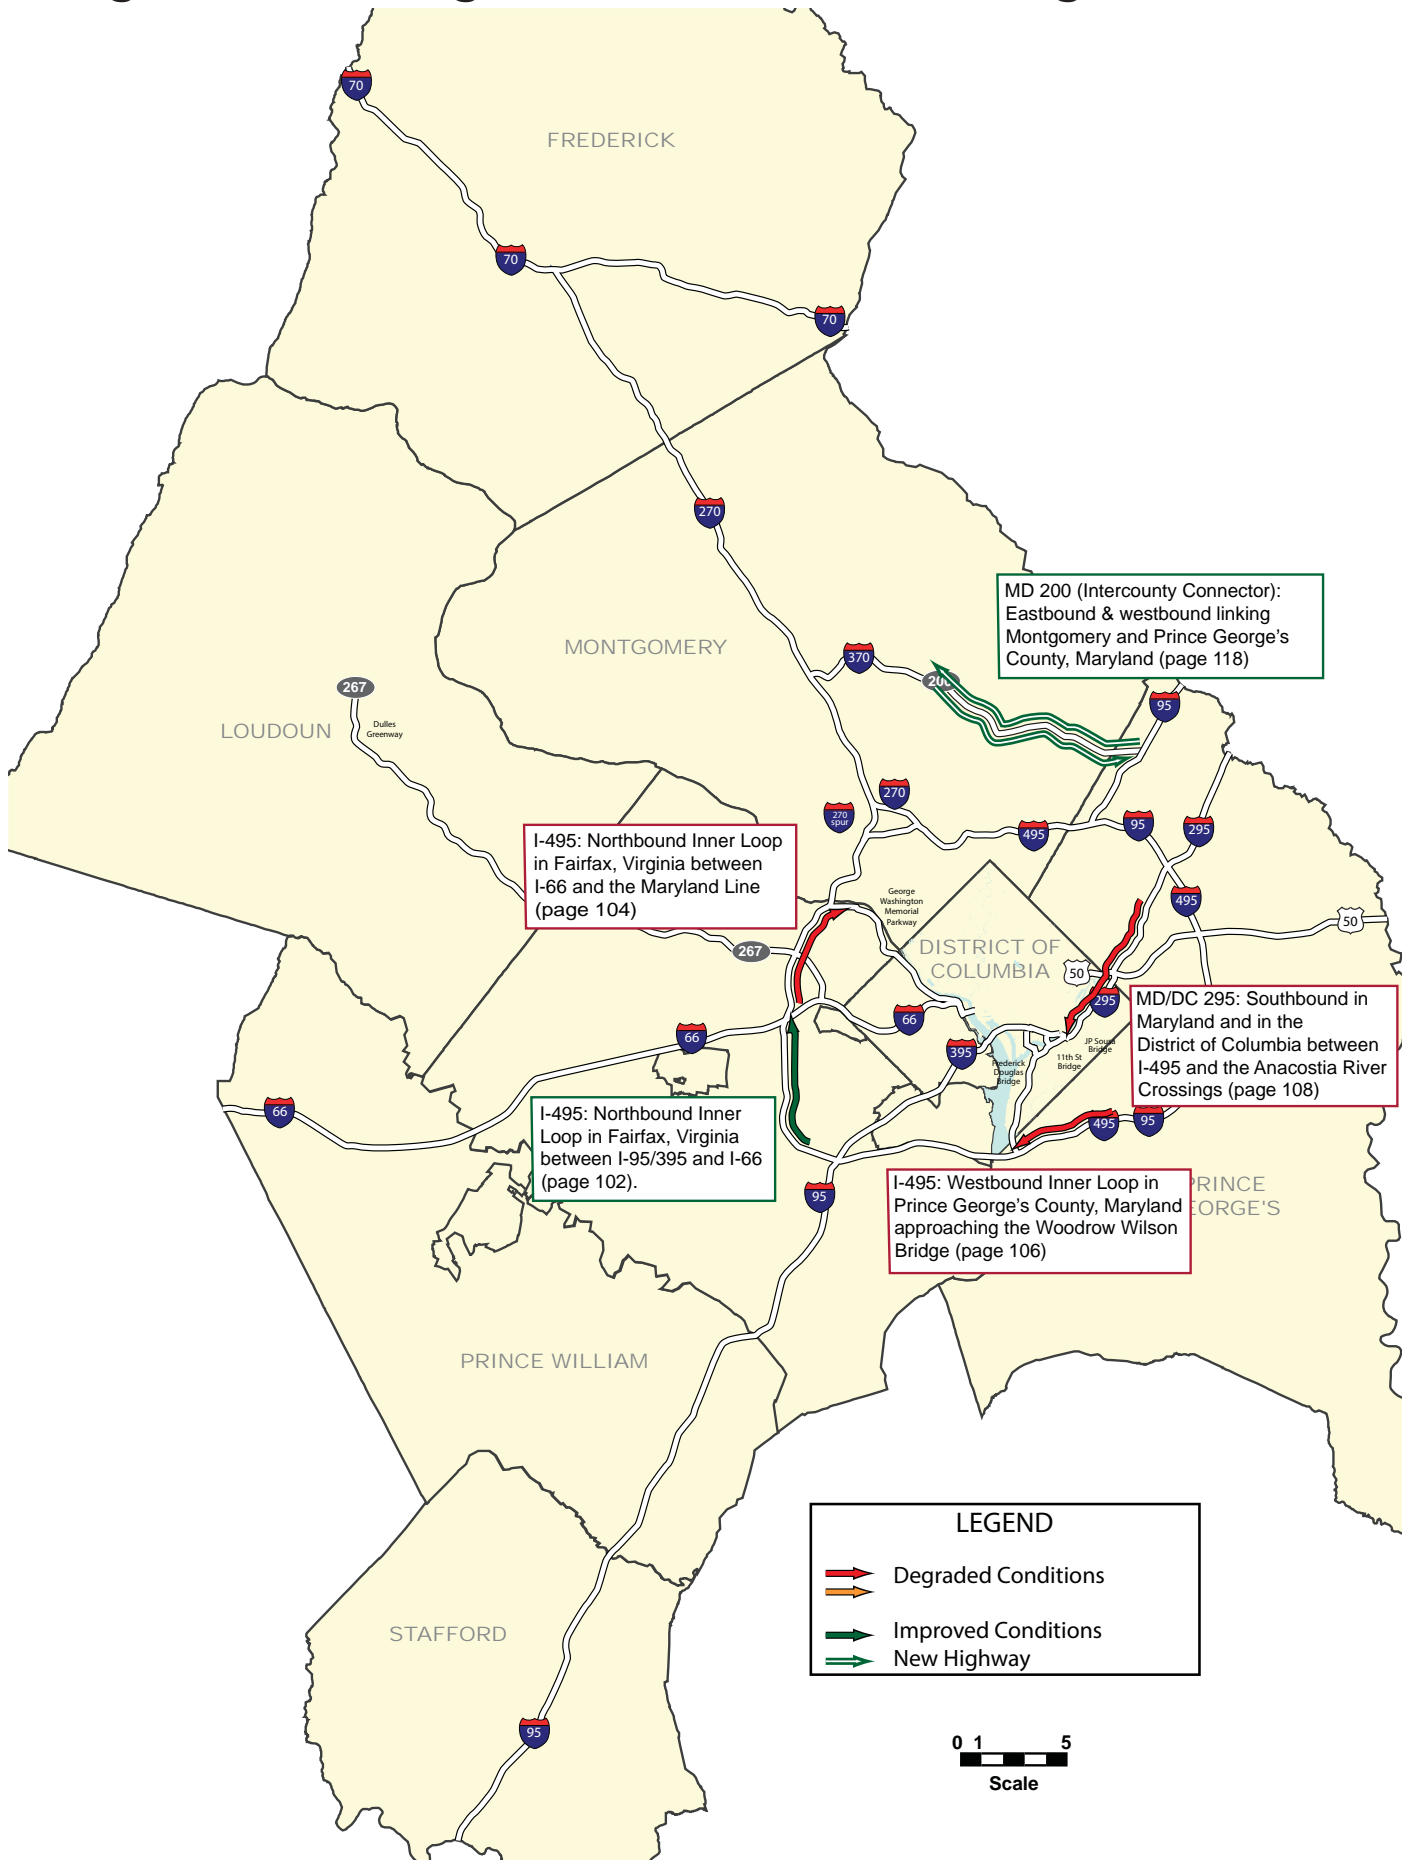 70
FREDERICK
70
70
270
MD 200 (Intercounty Connector):
Eastbound & westbound linking
Montgomery and Prince George's
County, Maryland (page 118)
MONTGOMERY
370
200
95
267
Dulles
Greenway
LOUDOUN
270
270
spur
495
95
295
I-495: Northbound Inner Loop
in Fairfax, Virginia between
I-66 and the Maryland Line
(page 104)
George
Washington
Memorial
Parkway
495
50
267
DISTRICT OF
COLUMBIA
50
295
MD/DC 295: Southbound in
Maryland and in the
District of Columbia between
I-495 and the Anacostia River
Crossings (page 108)
66
66
395
JP Sousa
Bridge
11th St
Bridge
Frederick
Douglas
Bridge
66
I-495: Northbound Inner
Loop in Fairfax, Virginia
between I-95/395 and I-66
(page 102).
495
95
95
I-495: Westbound Inner Loop in
Prince George's County, Maryland
approaching the Woodrow Wilson
Bridge (page 106)
PRINCE
EORGE'S
PRINCE WILLIAM
LEGEND
Degraded Conditions
Improved Conditions
New Highway
STAFFORD
95
0 1 5
Scale